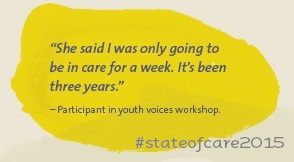 “She said I was only going to
be in care for a week. It’s been
three years.”
– Participant in youth voices workshop.
#stateofcare2015